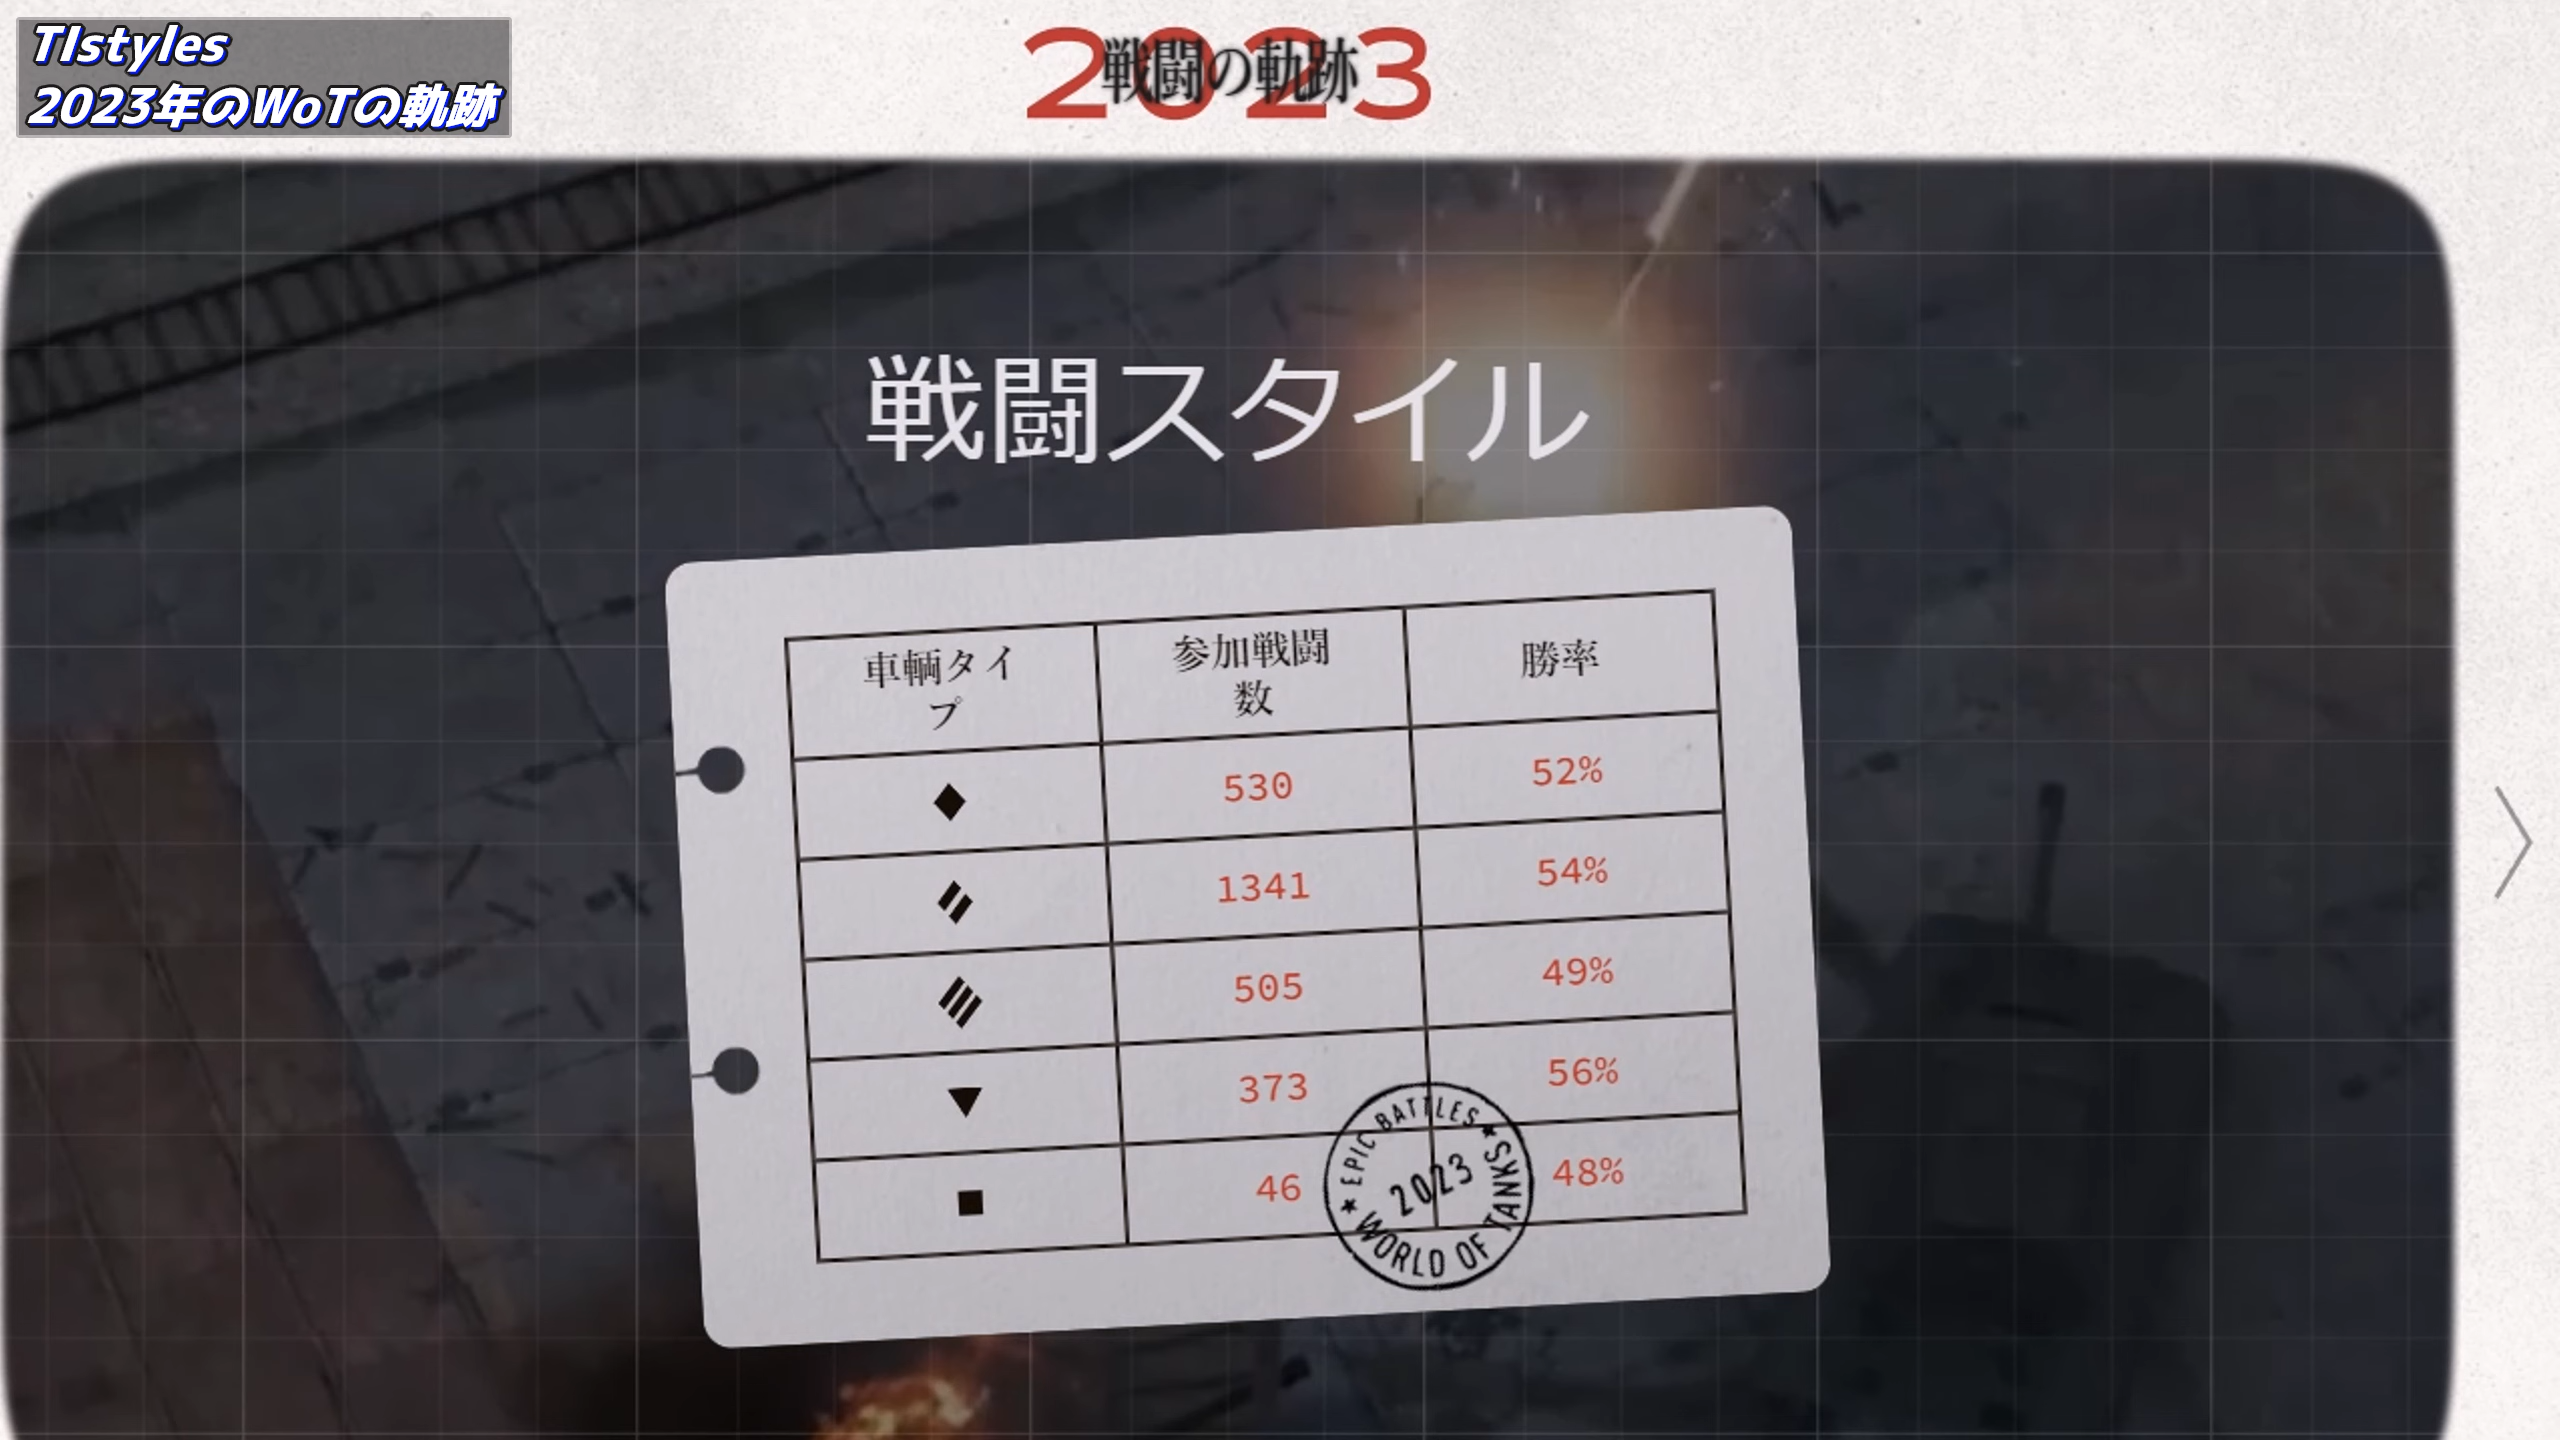 TIstyles
2023年のWoTの軌跡
2023
戦闘の軌跡
戦闘スタイル
車輌タイ
プ
参加戦闘
数
勝率
530
52%
1341
54%
505
49%
373
56%
46
48%
★ EPIC BATTLES ★ WORLD OF TANKS
2023